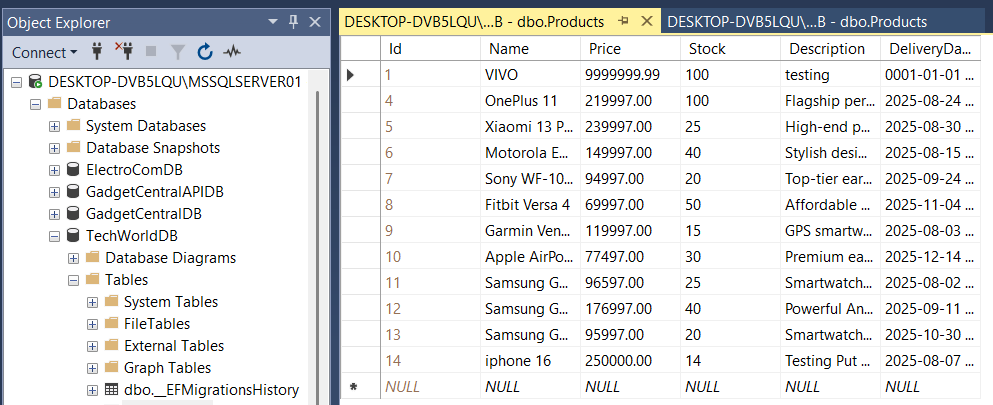 Object Explorer
Connect
DESKTOP-DVB5LQU\MSSQLSERVER01
Databases
System Databases
Database Snapshots
ElectroComDB
GadgetCentralAPIDB
GadgetCentralDB
TechWorldDB
Database Diagrams
Tables
System Tables
FileTables
External Tables
Graph Tables
dbo.__EFMigrationsHistory
DESKTOP-DVB5LQU\...B - dbo.Products DESKTOP-DVB5LQU\...B - dbo.Products
Id Name Price Stock Description DeliveryDa...
1 VIVO 9999999.99 100 testing 0001-01-01 ...
4 OnePlus 11 219997.00 100 Flagship per... 2025-08-24 ...
5 Xiaomi 13 P... 239997.00 25 High-end p... 2025-08-30 ...
6 Motorola E... 149997.00 40 Stylish desi... 2025-08-15 ...
7 Sony WF-10... 94997.00 20 Top-tier ear... 2025-09-24 ...
8 Fitbit Versa 4 69997.00 50 Affordable ... 2025-11-04 ...
9 Garmin Ven... 119997.00 15 GPS smartw... 2025-08-03 ...
10 Apple AirPo... 77497.00 30 Premium ea... 2025-12-14 ...
11 Samsung G... 96597.00 25 Smartwatch... 2025-08-02 ...
12 Samsung G... 176997.00 40 Powerful An... 2025-09-11 ...
13 Samsung G... 95997.00 20 Smartwatch... 2025-10-30 ...
14 iphone 16 250000.00 14 Testing Put ... 2025-08-07 ...
NULL NULL NULL NULL NULL NULL